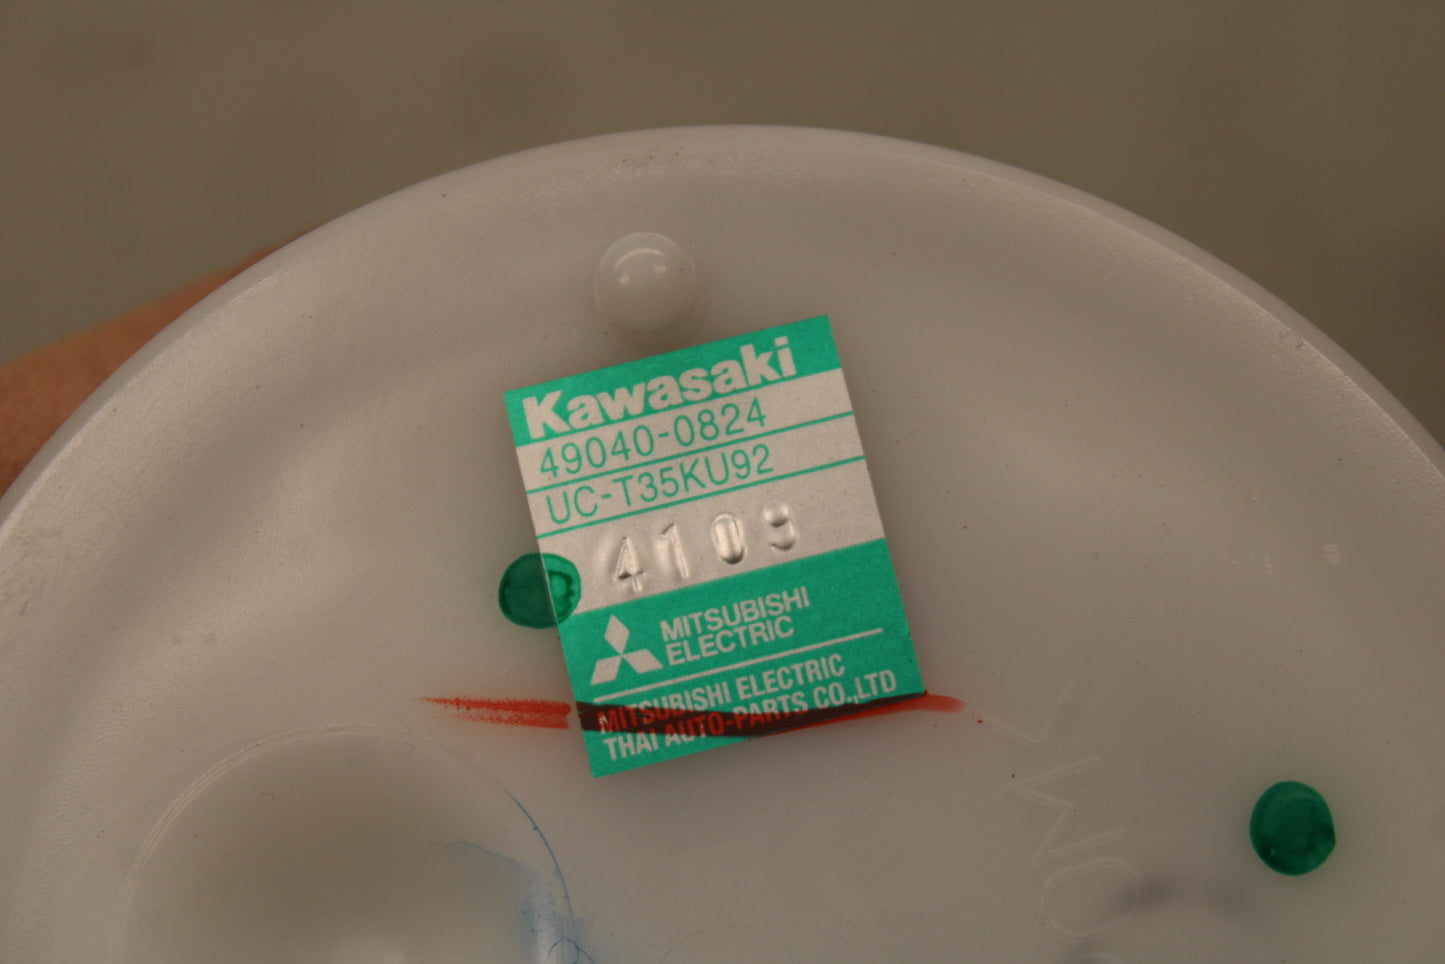 Kawasaki
49040-0824
UC-T35KU92
4109
MITSUBISHI
ELECTRIC
MITSUBISHI ELECTRIC
THAI AUTO-PARTS CO.,LTD